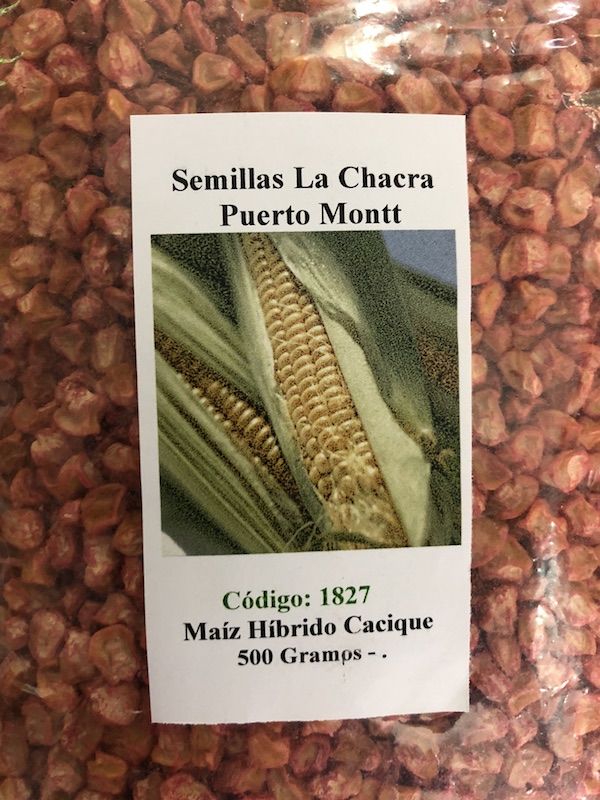 Semillas La Chacra
Puerto Montt
Código: 1827
Maíz Híbrido Cacique
500 Gramos - .